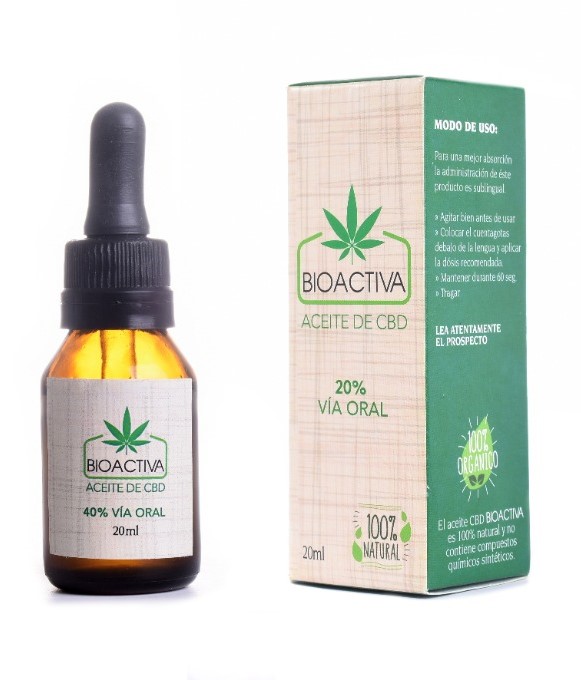 BIOACTIVA
ACEITE DE CBD
40% VÍA ORAL
20ml
BIOACTIVA
ACEITE DE CBD
20%
VÍA ORAL
100%
NATURAL
20ml
MODO DE USO:
Para una mejor absorción
la administración de éste
producto es sublingual.
» Agitar bien antes de usar
» Colocar el cuentagotas
debajo de la lengua y aplicar
la dósis recomendada.
» Mantener durante 60 seg.
» Tragar
LEA ATENTAMENTE
EL PROSPECTO
100%
ORGANICO
El aceite CBD BIOACTIVA
es 100% natural y no
contiene compuestos
químicos sintéticos.